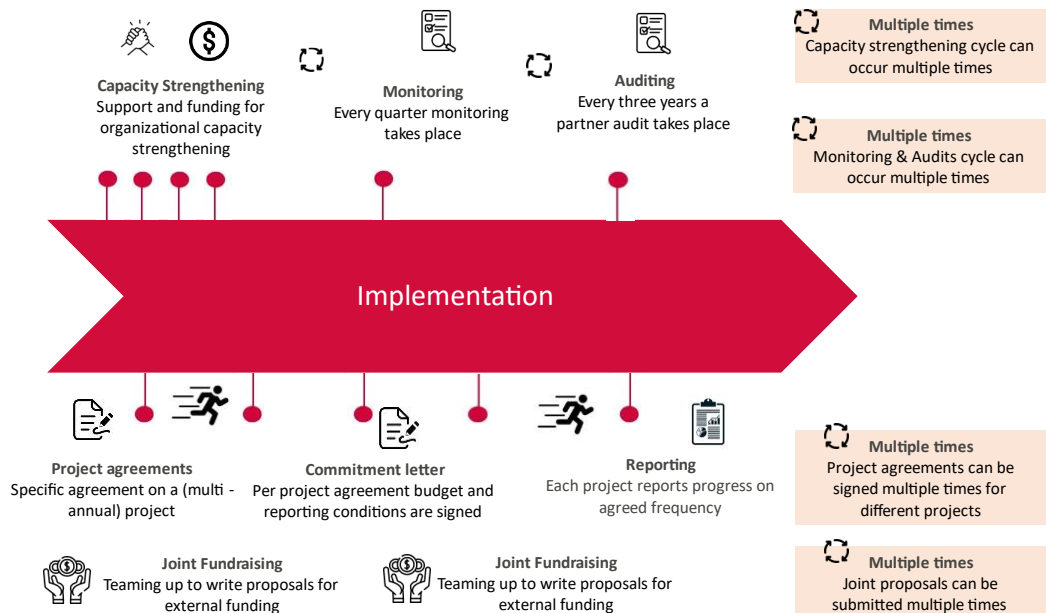 Capacity Strengthening
Support and funding for
organizational capacity
strengthening
Monitoring
Every quarter monitoring
takes place
Auditing
Every three years a
partner audit takes place
Multiple times
Capacity strengthening cycle can
occur multiple times
Multiple times
Monitoring & Audits cycle can
occur multiple times
Implementation
Project agreements
Specific agreement on a (multi -
annual) project
Commitment letter
Per project agreement budget and
reporting conditions are signed
Reporting
Each project reports progress on
agreed frequency
Multiple times
Project agreements can be
signed multiple times for
different projects
Joint Fundraising
Teaming up to write proposals for
external funding
Joint Fundraising
Teaming up to write proposals for
external funding
Multiple times
Joint proposals can be
submitted multiple times